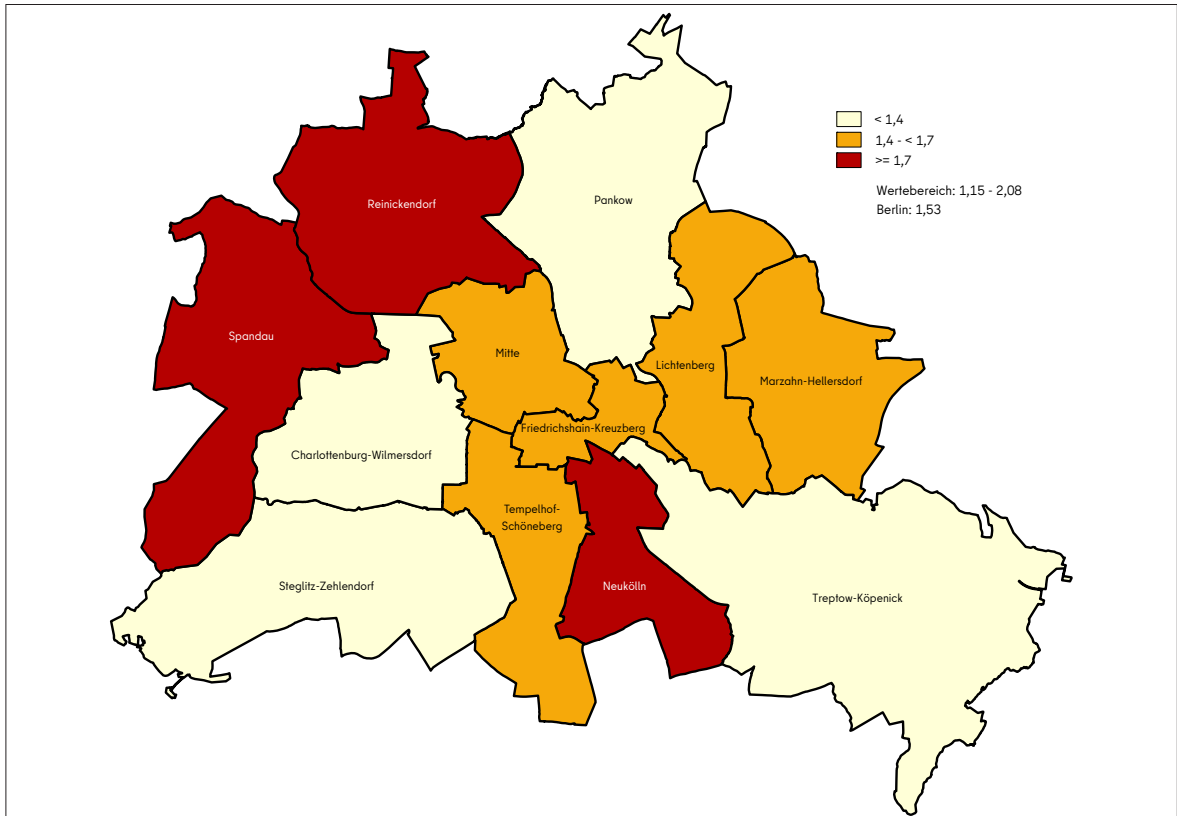 < 1,4
1,4 - < 1,7
>= 1,7
Wertebereich: 1,15 - 2,08
Berlin: 1,53
Reinickendorf
Pankow
Spandau
Mitte
Lichtenberg
Marzahn-Hellersdorf
Friedrichshain-Kreuzberg
Charlottenburg-Wilmersdorf
Tempelhof-
Schöneberg
Steglitz-Zehlendorf
Neukölln
Treptow-Köpenick